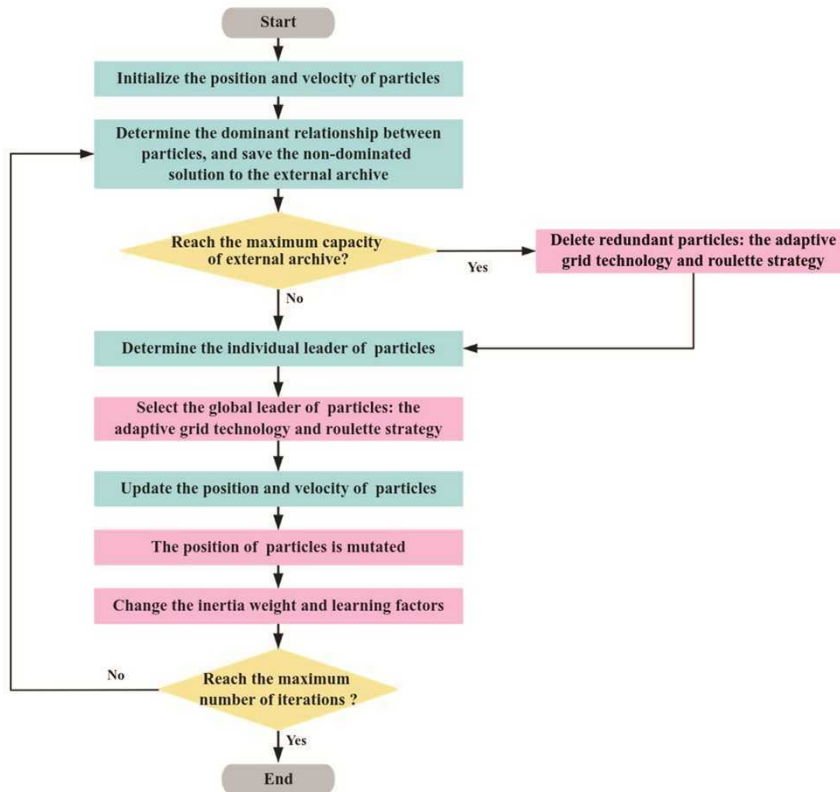 Start
Initialize the position and velocity of particles
Determine the dominant relationship between
particles, and save the non-dominated
solution to the external archive
Reach the maximum capacity
of external archive?
Yes
Delete redundant particles: the adaptive
grid technology and roulette strategy
No
Determine the individual leader of particles
Select the global leader of particles: the
adaptive grid technology and roulette strategy
Update the position and velocity of particles
The position of particles is mutated
Change the inertia weight and learning factors
No
Reach the maximum
number of iterations ?
Yes
End